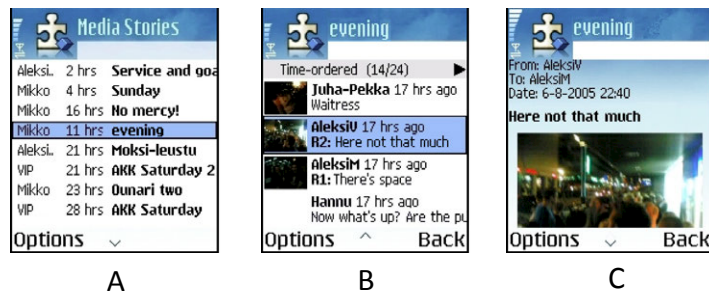 Media Stories
Aleksi.. 2 hrs Service and goa
Mikko 4 hrs Sunday
Mikko 16 hrs No mercy!
Mikko 11 hrs evening
Aleksi.. 21 hrs Moksi-leustu
VIP 21 hrs AKK Saturday 2
Mikko 23 hrs Ounari two
VIP 28 hrs AKK Saturday
Options
A
evening
Time-ordered (14/24)
Juha-Pekka 17 hrs ago
Waitress
AleksiV 17 hrs ago
R2: Here not that much
AleksiM 17 hrs ago
R1: There's space
Hannu 17 hrs ago
Now what's up? Are the pu
Options Back
B
evening
From: AleksiV
To: AleksiM
Date: 6-8-2005 22:40
Here not that much
Options Back
C